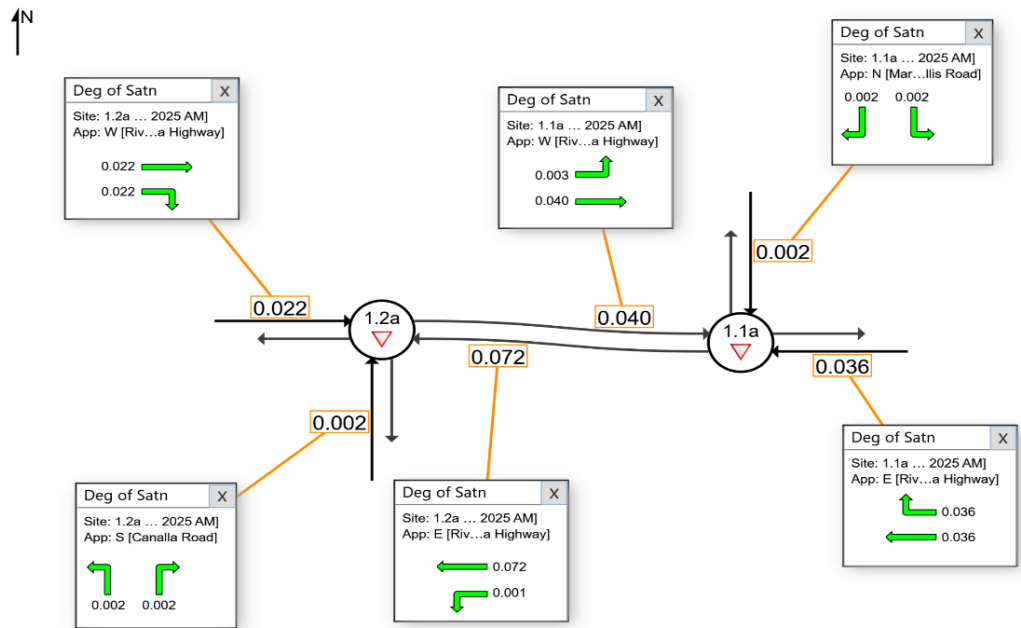 N
Deg of Satn X
Site: 1.1a ... 2025 AM]
App: N [Mar...llis Road]
0.002 0.002
Deg of Satn X
Site: 1.2a ... 2025 AM]
App: W [Riv...a Highway]
0.022
0.022
Deg of Satn X
Site: 1.1a ... 2025 AM]
App: W [Riv...a Highway]
0.003
0.040
0.002
0.022
1.2a
0.040
1.1a
0.072
0.036
0.002
Deg of Satn X
Site: 1.1a ... 2025 AM]
App: E [Riv...a Highway]
0.036
0.036
Deg of Satn X
Site: 1.2a ... 2025 AM]
App: S [Canalla Road]
0.002 0.002
Deg of Satn X
Site: 1.2a ... 2025 AM]
App: E [Riv...a Highway]
0.072
0.001